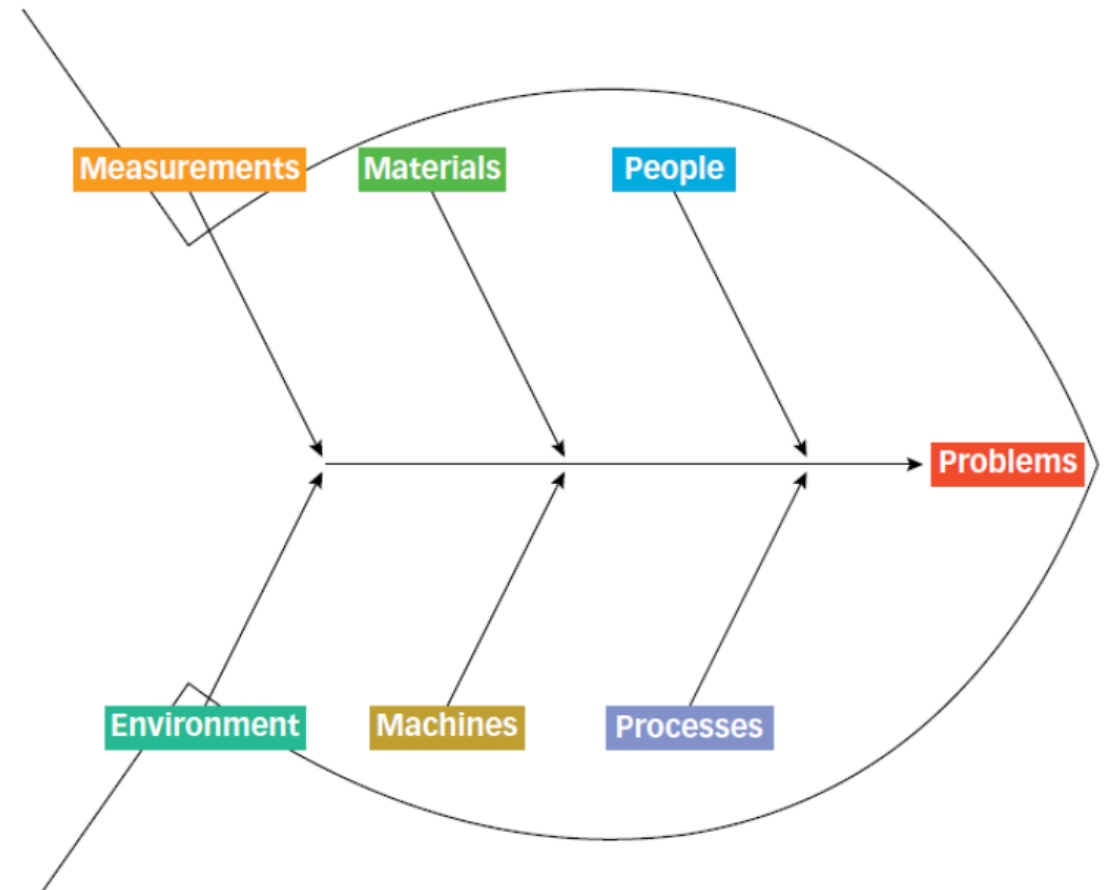 Measurements
Materials
People
Problems
Environment
Machines
Processes